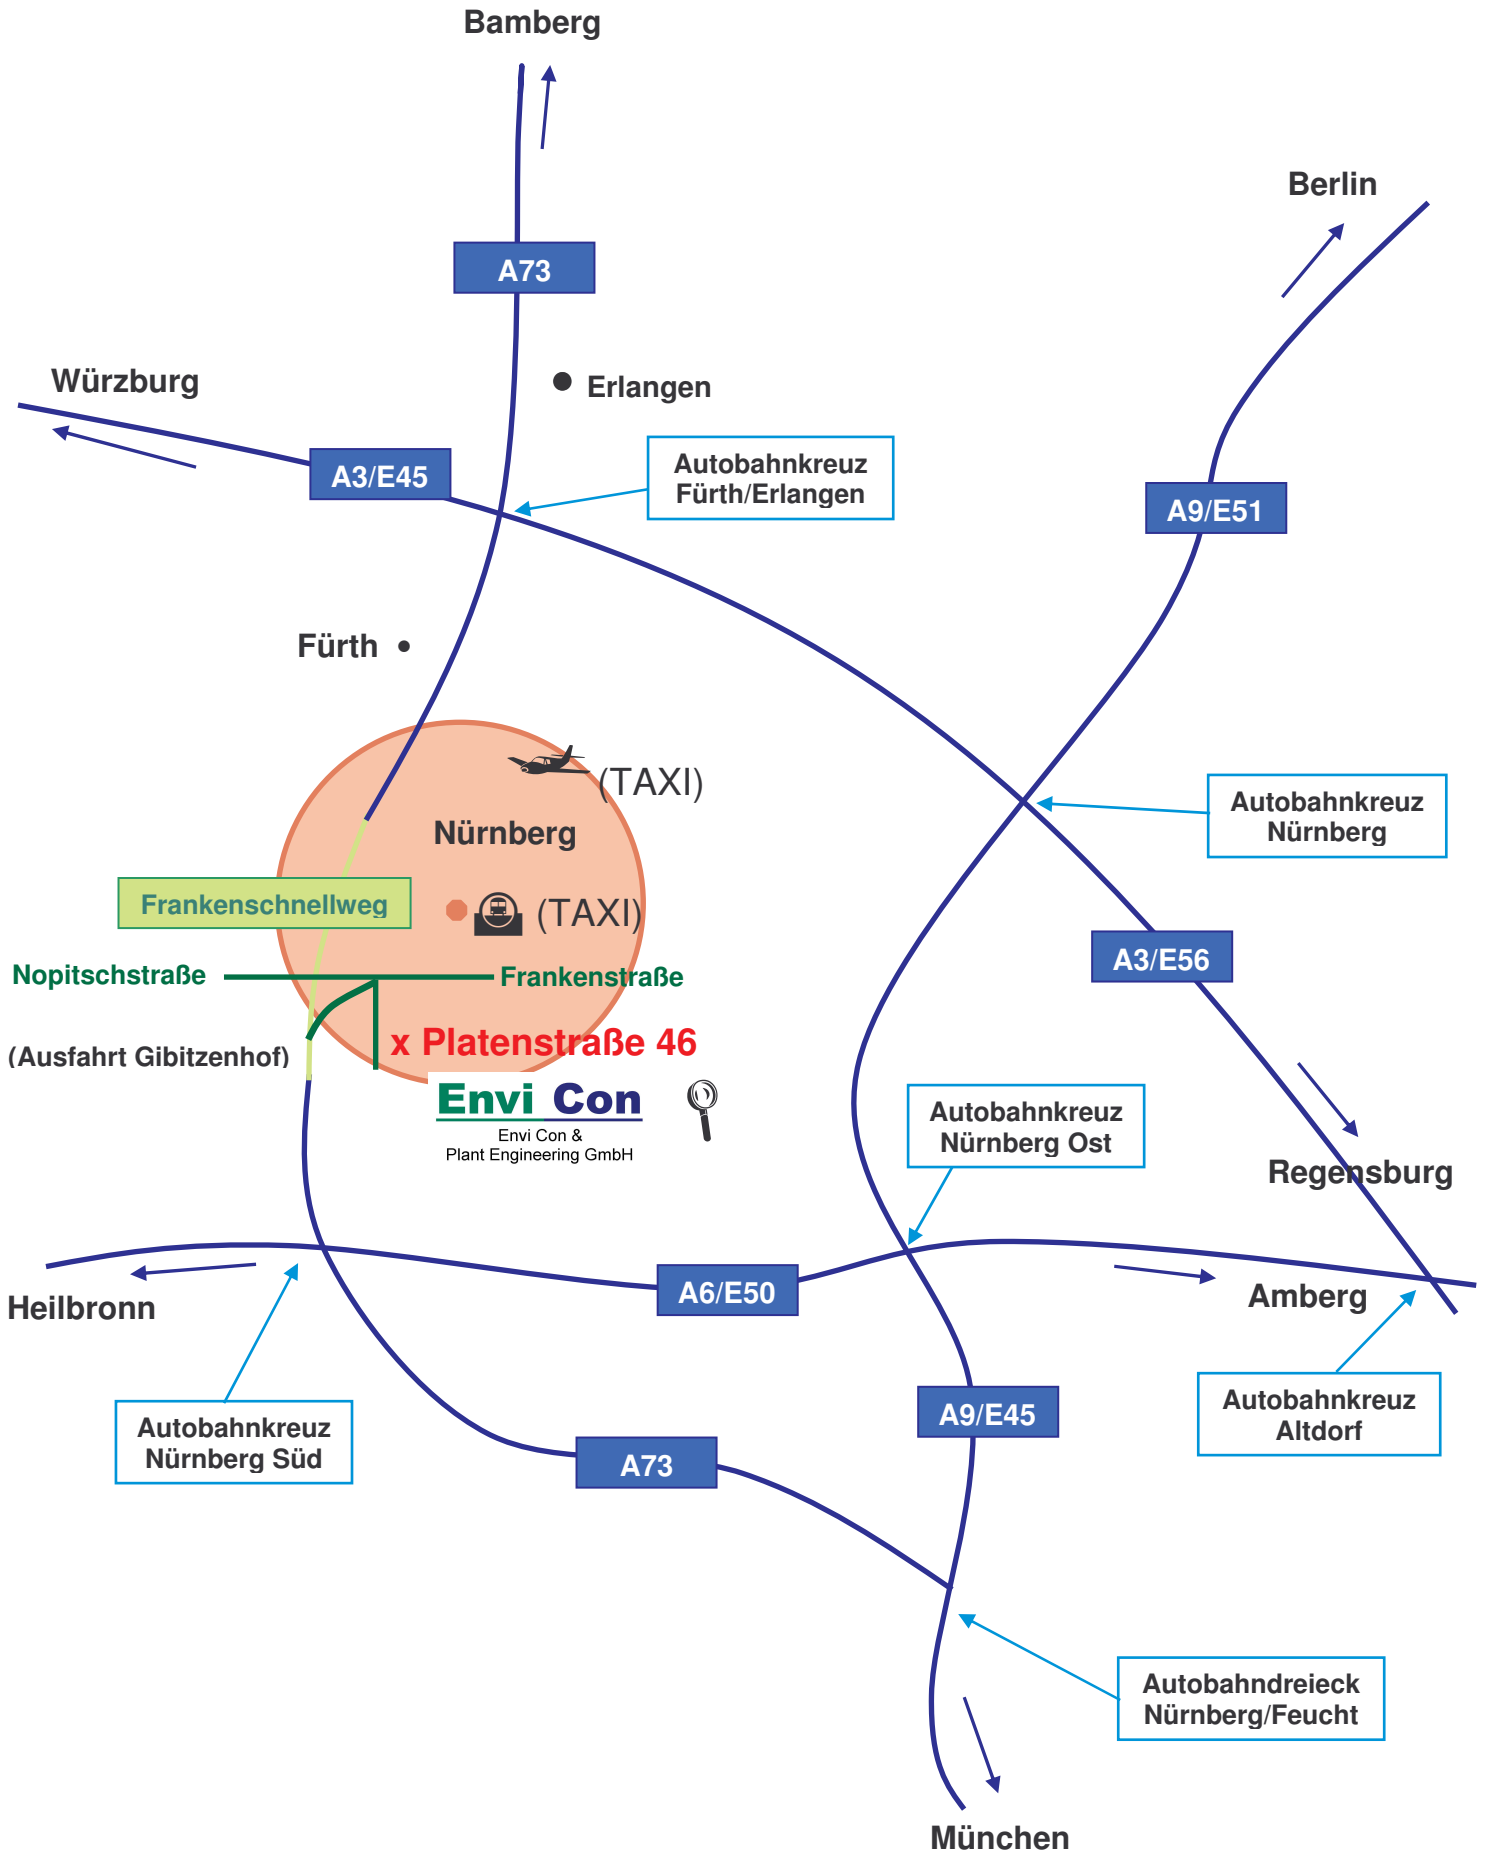 Bamberg
Berlin
A73
Würzburg
Erlangen
A3/E45
Autobahnkreuz
Fürth/Erlangen
A9/E51
Fürth
(TAXI)
Nürnberg
Autobahnkreuz
Nürnberg
Frankenschnellweg
(TAXI)
A3/E56
Nopitschstraße
Frankenstraße
x Platenstraße 46
(Ausfahrt Gibitzenhof)
Envi Con
Envi Con &
Plant Engineering GmbH
Autobahnkreuz
Nürnberg Ost
Regensburg
A6/E50
Heilbronn
Amberg
Autobahnkreuz
Nürnberg Süd
A9/E45
Autobahnkreuz
Altdorf
A73
Autobahndreieck
Nürnberg/Feucht
München